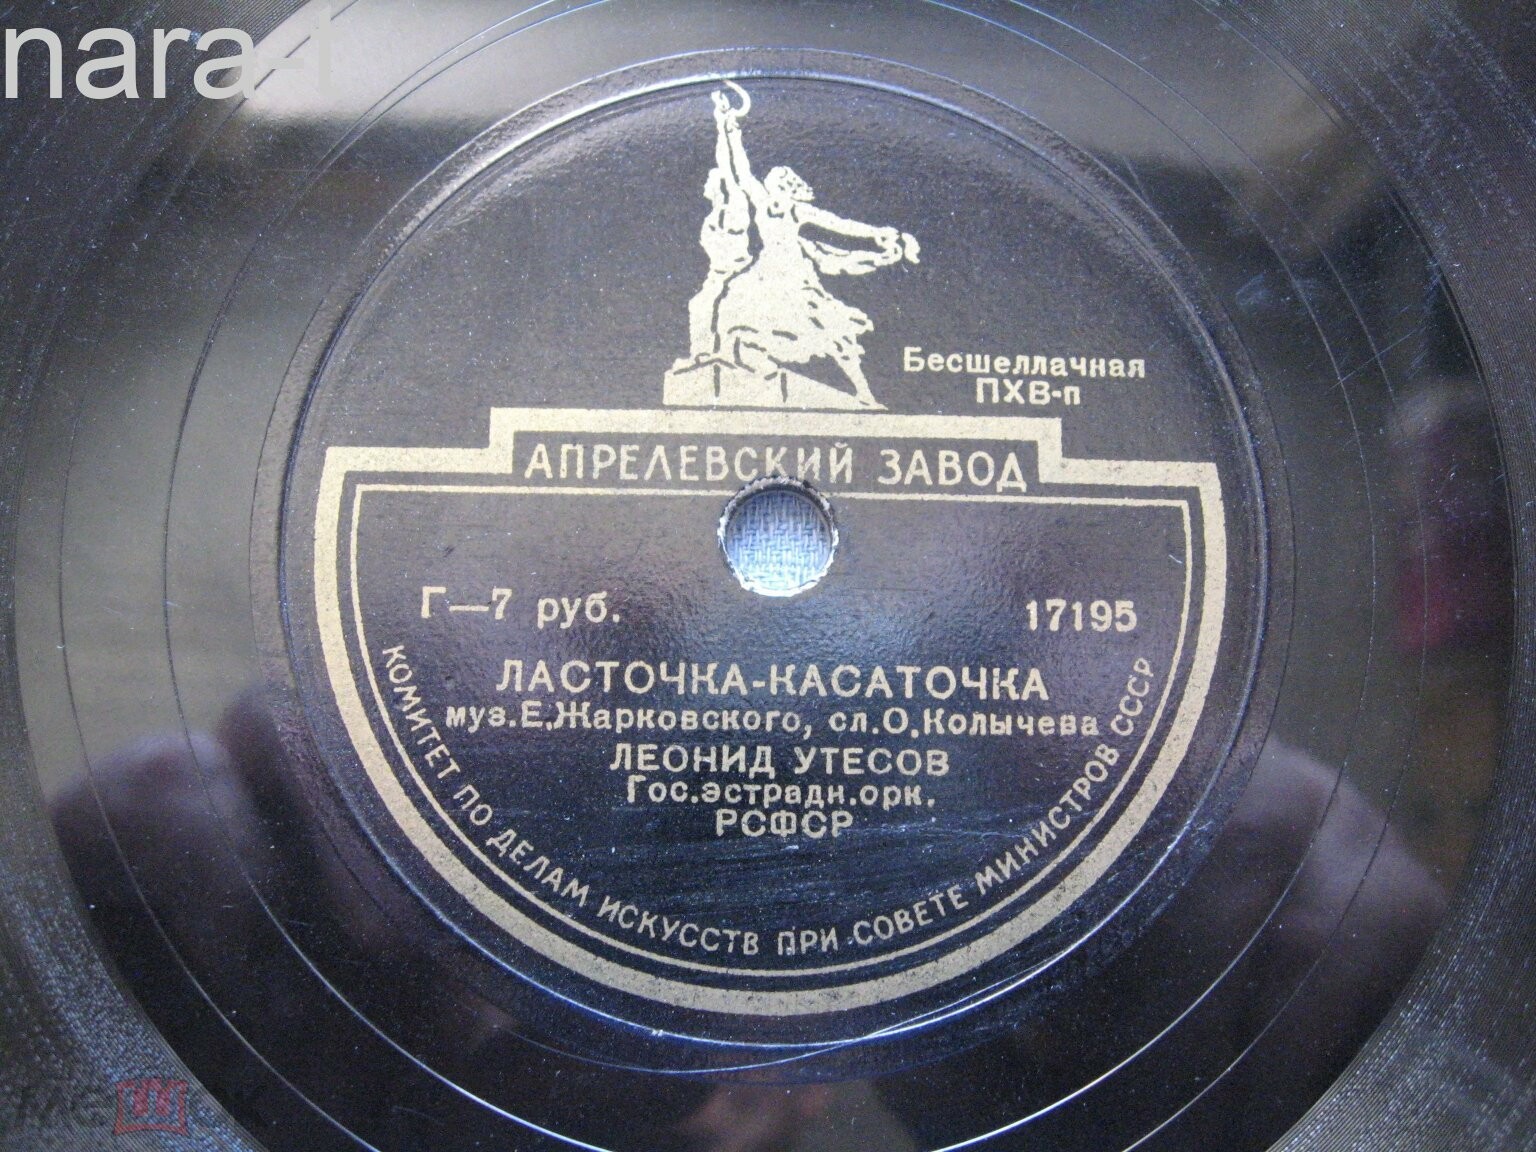 nara-l
Бесшеллачная
ПХВ-п
АПРЕЛЕВСКИЙ ЗАВОД
Г—7 руб.
17195
ЛАСТОЧКА-КАСАТОЧКА
муз.Е.Жарковского, сл.О.Колычева
ЛЕОНИД УТЕСОВ
Гос.эстрадн.орк.
РСФСР
КОМИТЕТ ПО ДЕЛАМ ИСКУССТВ ПРИ СОВЕТЕ МИНИСТРОВ СССР